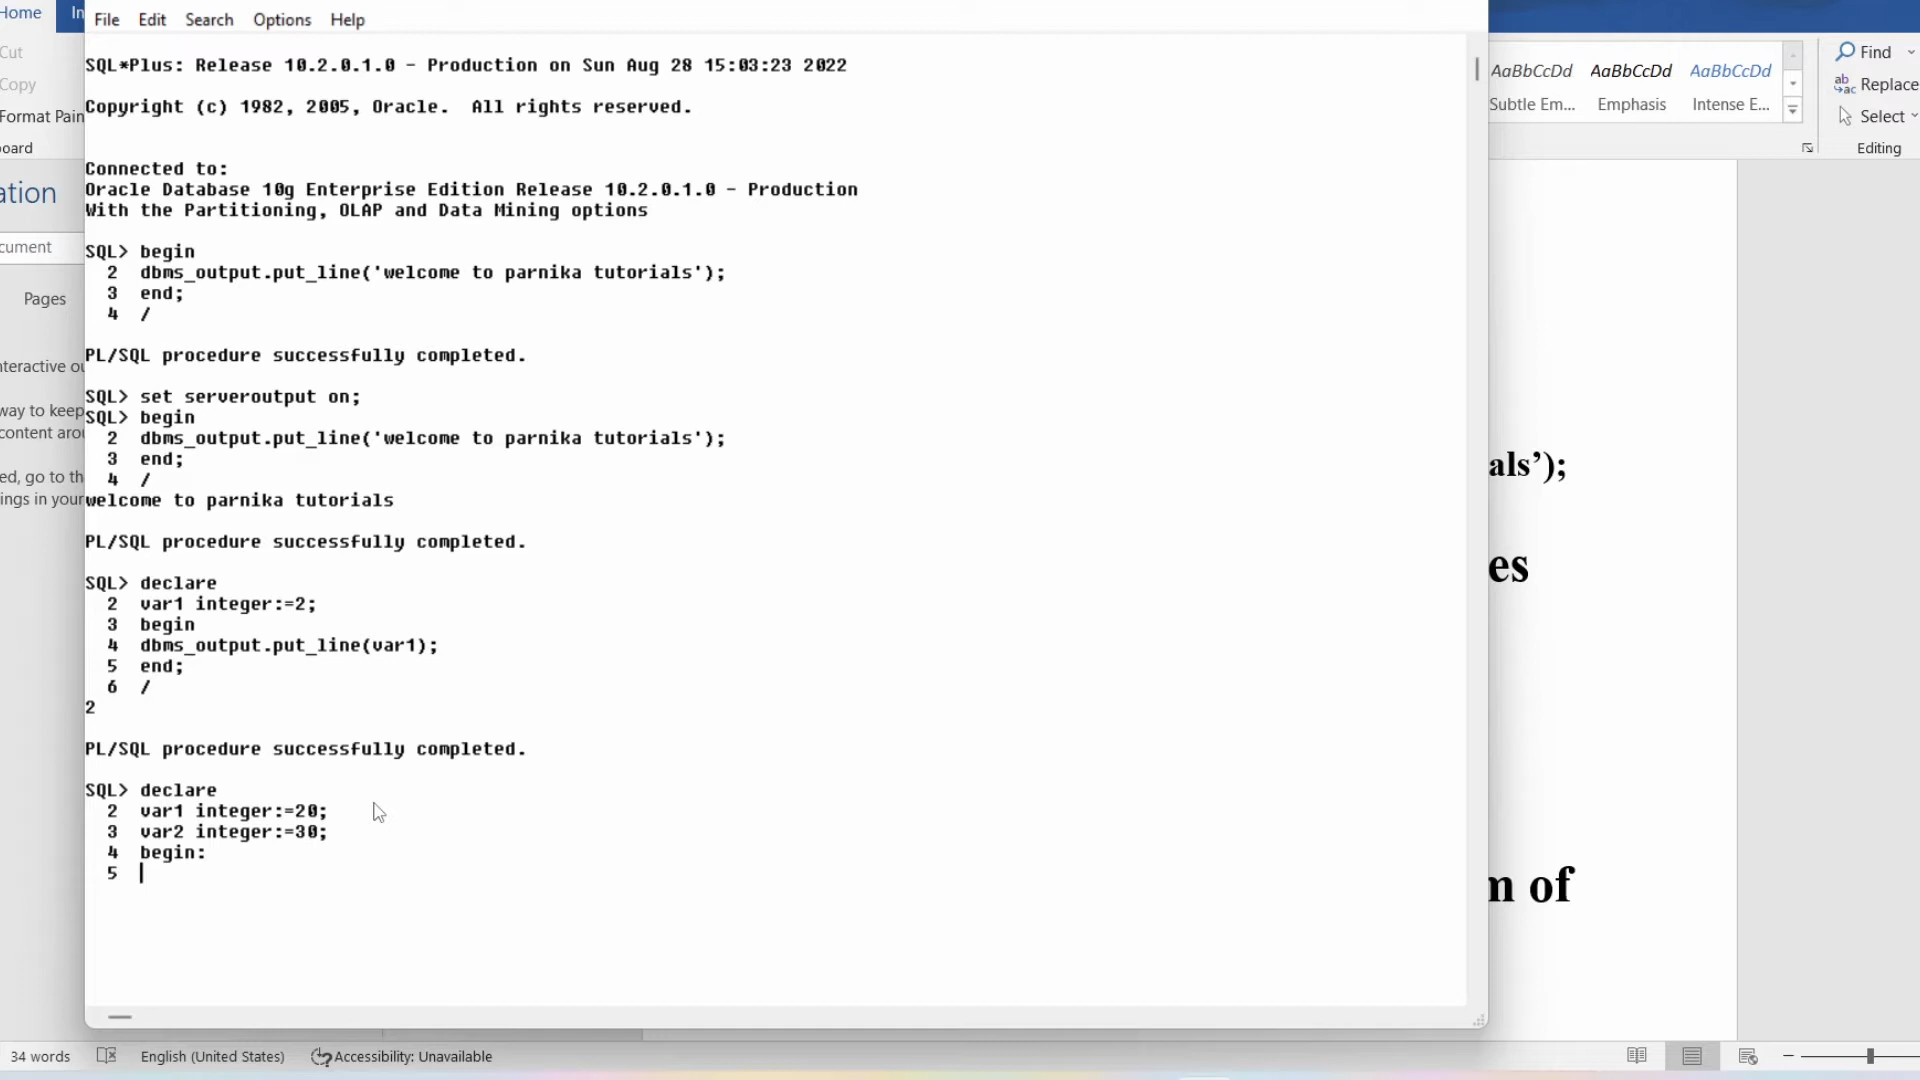 Home
In
File Edit Search Options Help
Cut
Copy
Format Pain
oard
ation
cument
Pages
nteractive ou
way to keep
content arou
ed, go to th
ings in your
SQL*Plus: Release 10.2.0.1.0 - Production on Sun Aug 28 15:03:23 2022
Copyright (c) 1982, 2005, Oracle.  All rights reserved.
Connected to:
Oracle Database 10g Enterprise Edition Release 10.2.0.1.0 - Production
With the Partitioning, OLAP and Data Mining options
SQL> begin
2  dbms_output.put_line('welcome to parnika tutorials');
3  end;
4  /
PL/SQL procedure successfully completed.
SQL> set serveroutput on;
SQL> begin
2  dbms_output.put_line('welcome to parnika tutorials');
3  end;
4  /
welcome to parnika tutorials
PL/SQL procedure successfully completed.
SQL> declare
2  var1 integer:=2;
3  begin
4  dbms_output.put_line(var1);
5  end;
6  /
2
PL/SQL procedure successfully completed.
SQL> declare
2  var1 integer:=20;
3  var2 integer:=30;
4  begin:
5
AaBbCcDd AaBbCcDd AaBbCcDd
Subtle Em... Emphasis Intense E...
Find
Replace
Select
Editing
als’);
es
m of
34 words English (United States) Accessibility: Unavailable